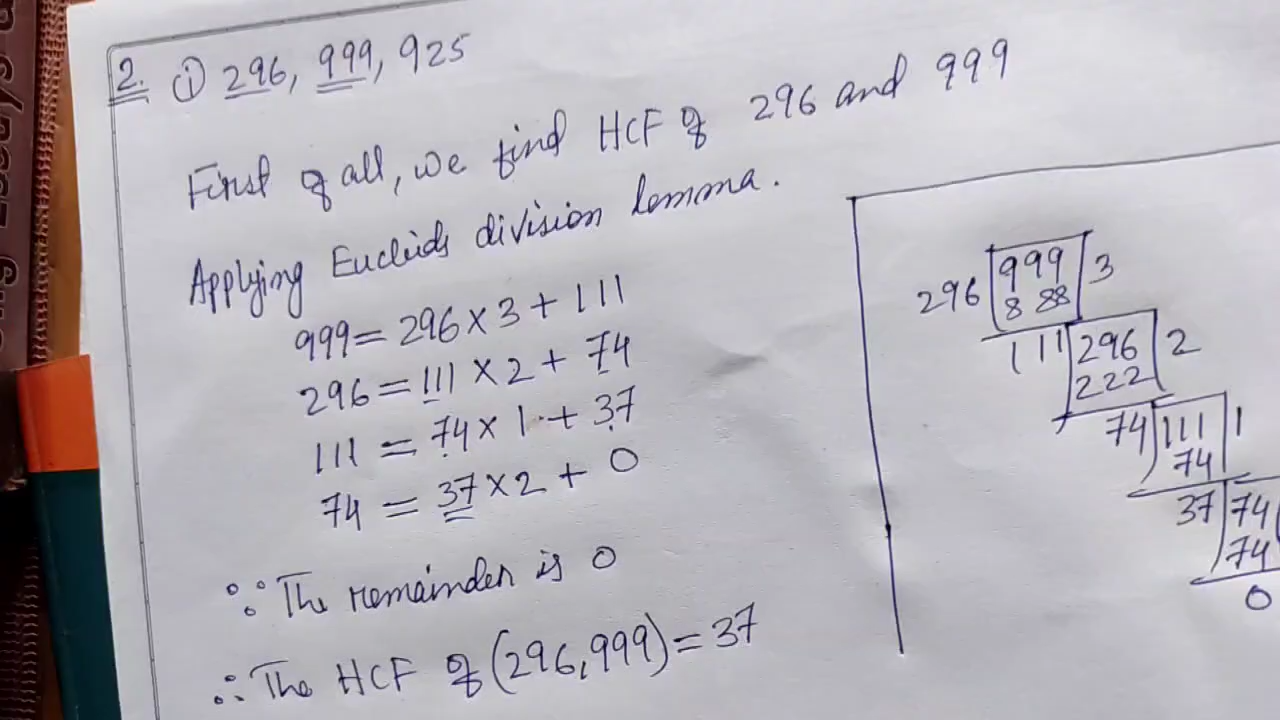 2. (i) 296, 999, 925
First of all, we find HCF of 296 and 999
Applying Euclids division lemma.
999 = 296 × 3 + 111
296 = 111 × 2 + 74
111 = 74 × 1 + 37
74 = 37 × 2 + 0
∵ The remainder is 0
∴ The HCF of (296,999) = 37
296 999 3
888
111 296 2
222
74 111 1
74
37 74
74
0